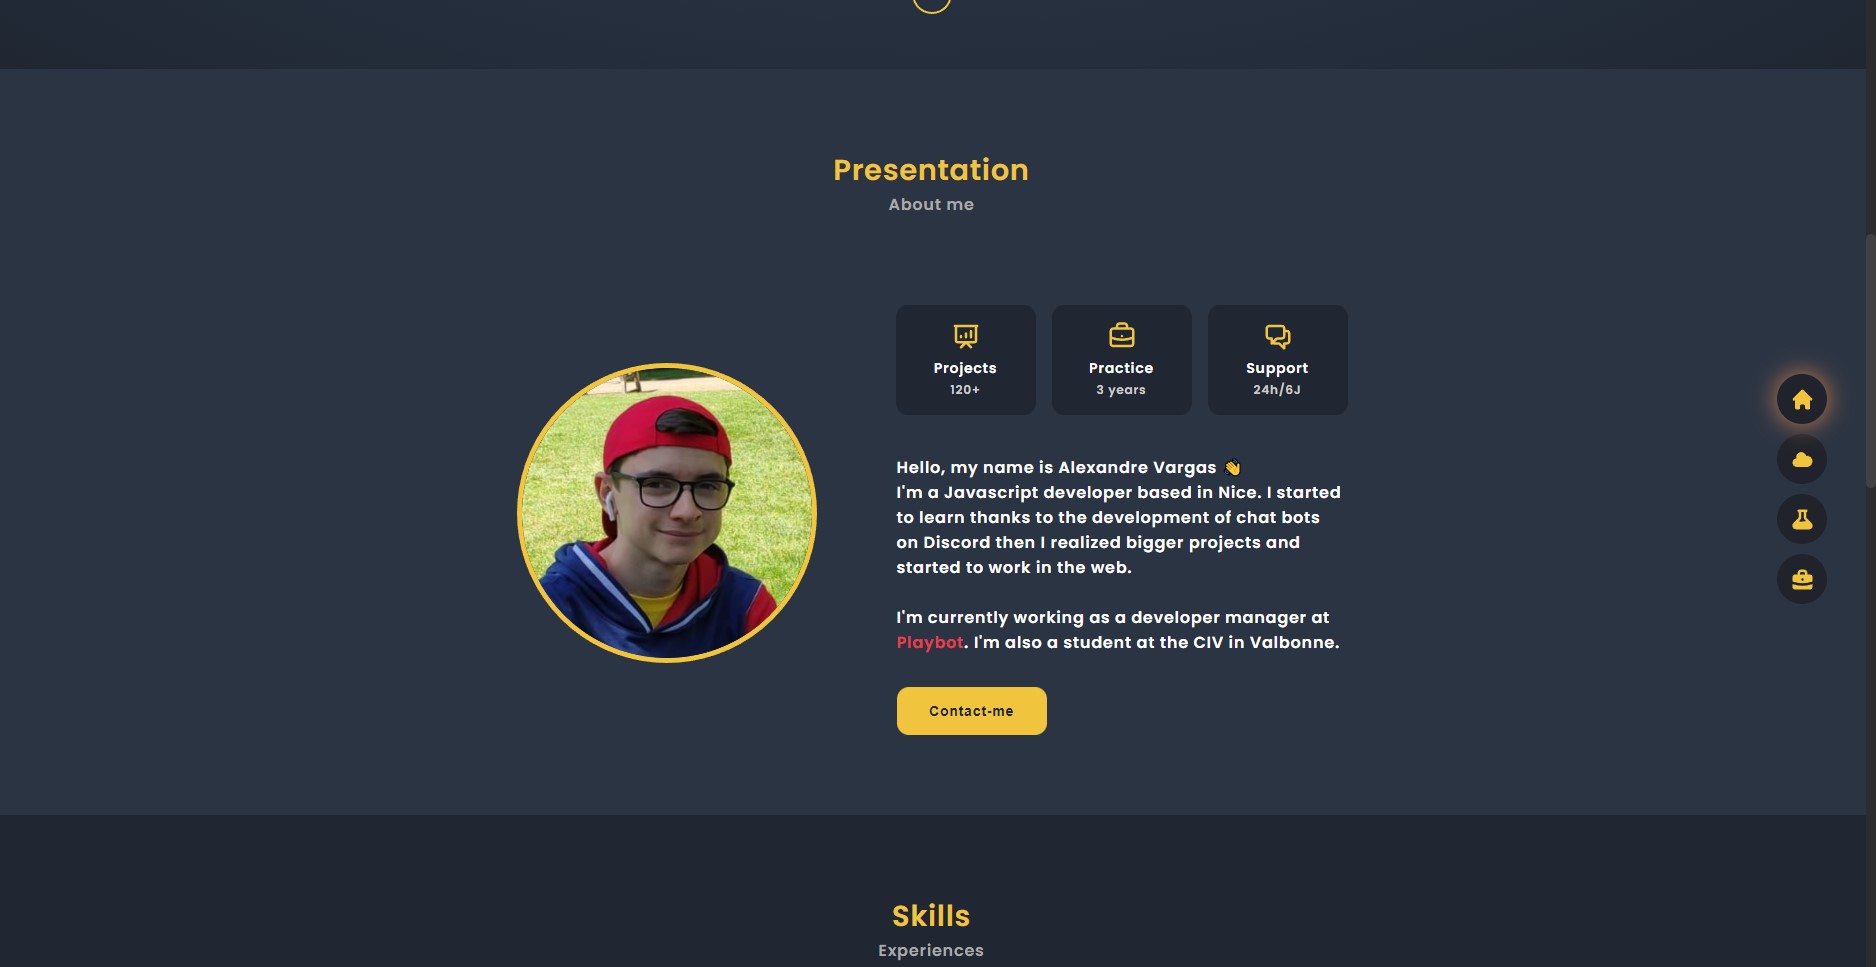 Presentation
About me
Projects
120+
Practice
3 years
Support
24h/6J
Hello, my name is Alexandre Vargas 👋
I'm a Javascript developer based in Nice. I started
to learn thanks to the development of chat bots
on Discord then I realized bigger projects and
started to work in the web.
I'm currently working as a developer manager at
Playbot. I'm also a student at the CIV in Valbonne.
Contact-me
Skills
Experiences